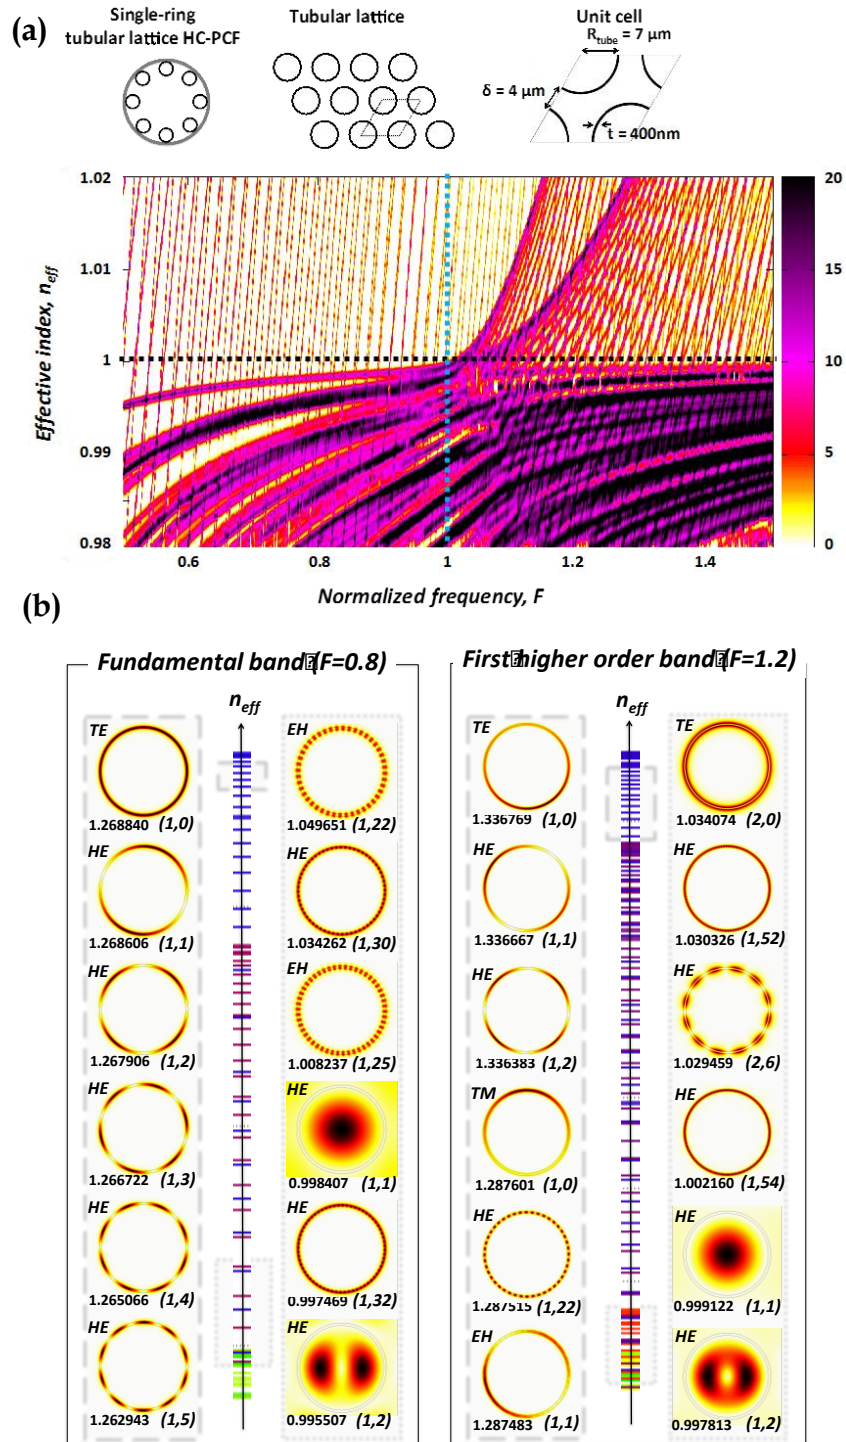 (a)
Single-ring
tubular lattice HC-PCF
Tubular lattice
Unit cell
R_tube = 7 μm
δ = 4 μm
t = 400nm
1.02
1.01
1
0.99
0.98
Effective index, n_eff
0.6
0.8
1
1.2
1.4
Normalized frequency, F
20
15
10
5
0
(b)
Fundamental band (F=0.8)
n_eff
TE
1.268840 (1,0)
HE
1.268606 (1,1)
HE
1.267906 (1,2)
HE
1.266722 (1,3)
HE
1.265066 (1,4)
HE
1.262943 (1,5)
EH
1.049651 (1,22)
HE
1.034262 (1,30)
EH
1.008237 (1,25)
HE
0.998407 (1,1)
HE
0.997469 (1,32)
HE
0.995507 (1,2)
First higher order band (F=1.2)
n_eff
TE
1.336769 (1,0)
HE
1.336667 (1,1)
HE
1.336383 (1,2)
TM
1.287601 (1,0)
HE
1.287515 (1,22)
EH
1.287483 (1,1)
TE
1.034074 (2,0)
HE
1.030326 (1,52)
HE
1.029459 (2,6)
HE
1.002160 (1,54)
HE
0.999122 (1,1)
HE
0.997813 (1,2)